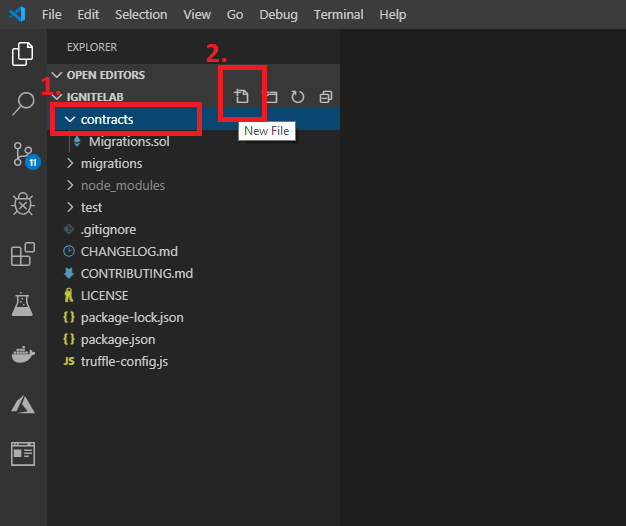 File Edit Selection View Go Debug Terminal Help
EXPLORER
2.
OPEN EDITORS
1.
IGNITELAB
contracts
New File
Migrations.sol
migrations
11
node_modules
test
.gitignore
CHANGELOG.md
CONTRIBUTING.md
LICENSE
{} package-lock.json
{} package.json
JS truffle-config.js